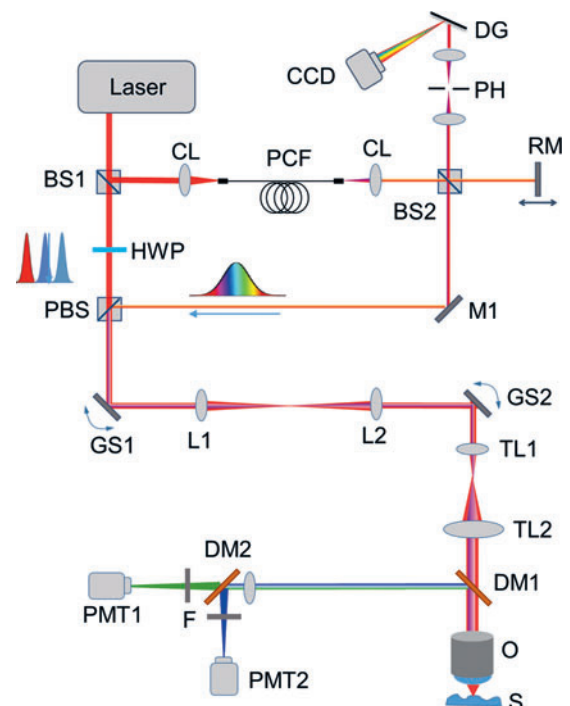 DG
CCD
Laser
PH
CL
PCF
CL
RM
BS1
BS2
HWP
PBS
M1
GS2
GS1
L1
L2
TL1
TL2
DM2
DM1
PMT1
F
O
PMT2
S